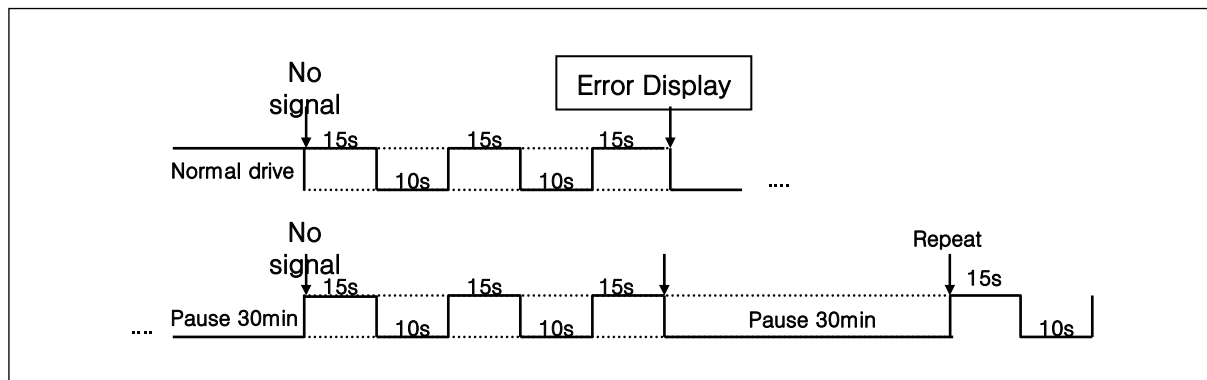 No
signal
Error Display
15s 15s 15s
Normal drive
10s 10s
....
No
signal
Repeat
15s 15s 15s 15s
.... Pause 30min
10s 10s
Pause 30min
10s